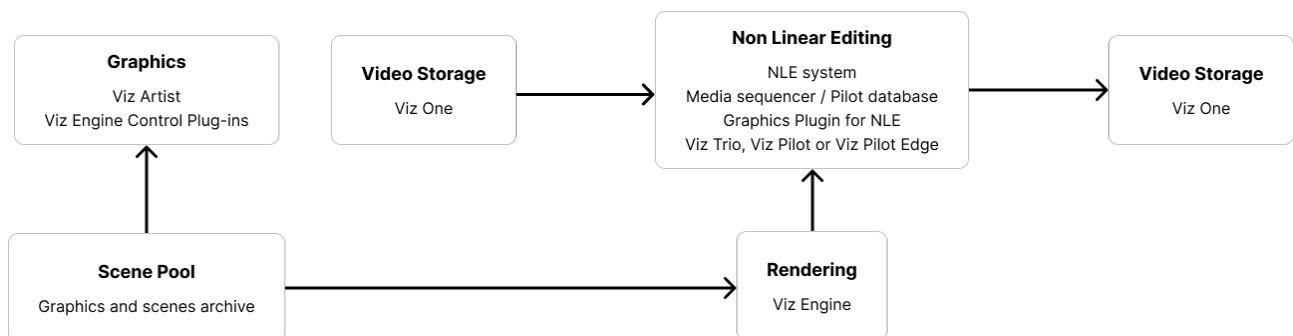 Graphics
Viz Artist
Viz Engine Control Plug-ins
Video Storage
Viz One
Non Linear Editing
NLE system
Media sequencer / Pilot database
Graphics Plugin for NLE
Viz Trio, Viz Pilot or Viz Pilot Edge
Video Storage
Viz One
Scene Pool
Graphics and scenes archive
Rendering
Viz Engine